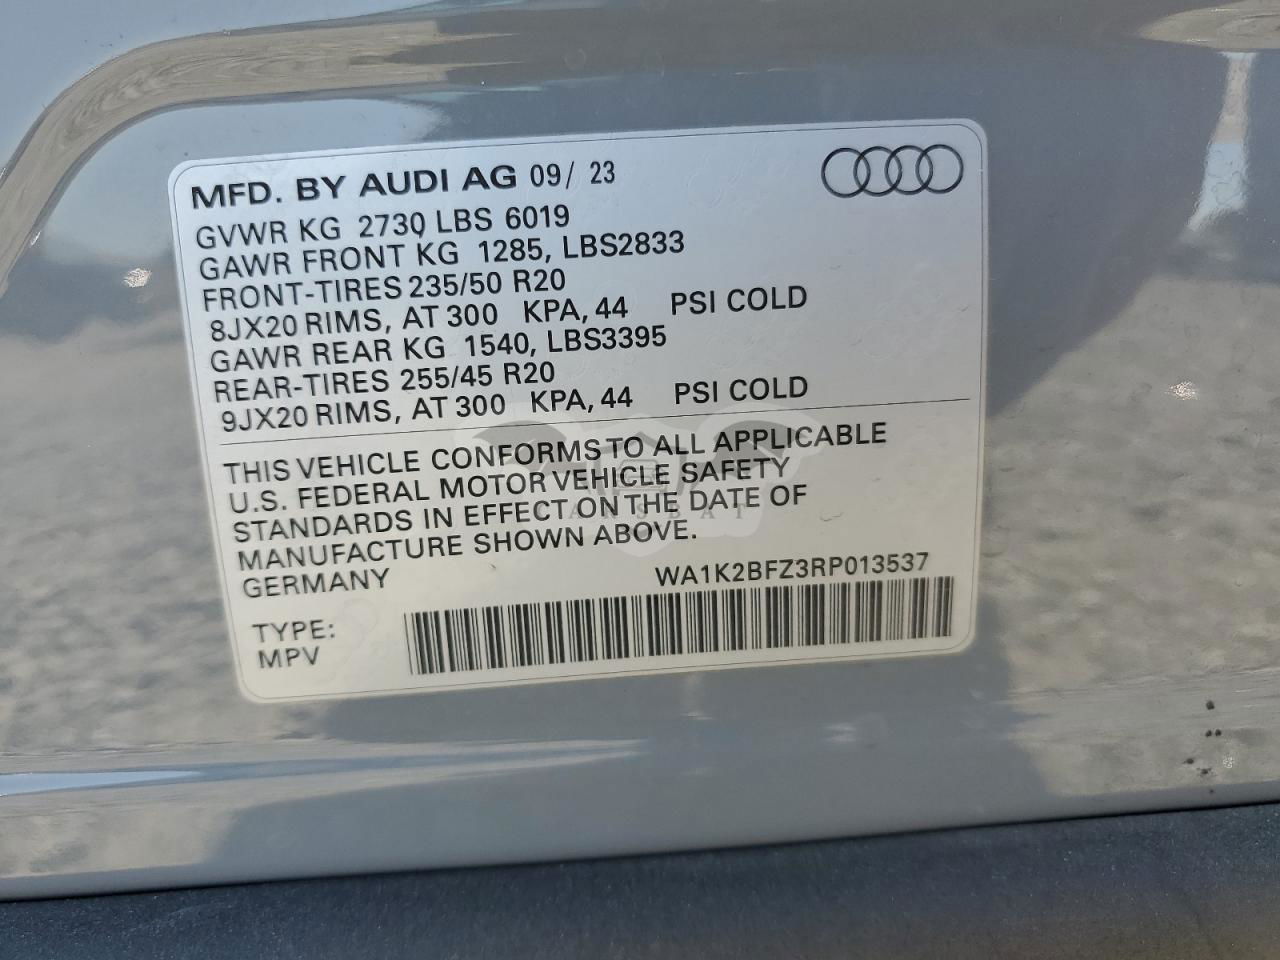 MFD. BY AUDI AG 09/ 23
GVWR KG 2730 LBS 6019
GAWR FRONT KG 1285, LBS2833
FRONT-TIRES 235/50 R20
8JX20 RIMS, AT 300 KPA, 44 PSI COLD
GAWR REAR KG 1540, LBS3395
REAR-TIRES 255/45 R20
9JX20 RIMS, AT 300 KPA, 44 PSI COLD
THIS VEHICLE CONFORMS TO ALL APPLICABLE
U.S. FEDERAL MOTOR VEHICLE SAFETY
STANDARDS IN EFFECT ON THE DATE OF
MANUFACTURE SHOWN ABOVE.
GERMANY WA1K2BFZ3RP013537
TYPE:
MPV
CARSBAT